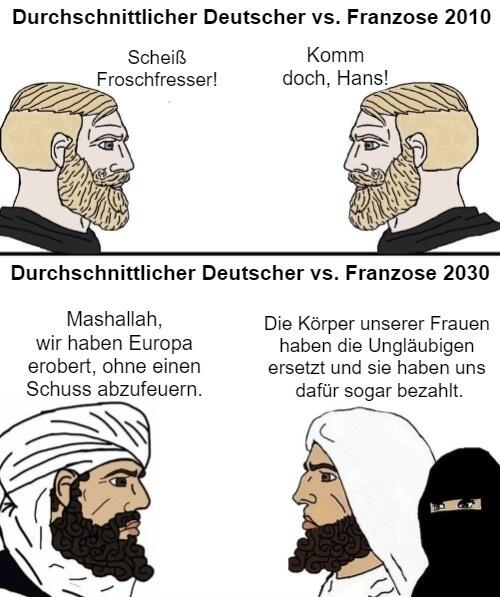 Durchschnittlicher Deutscher vs. Franzose 2010
Scheiß
Froschfresser!
Komm
doch, Hans!
Durchschnittlicher Deutscher vs. Franzose 2030
Mashallah,
wir haben Europa
erobert, ohne einen
Schuss abzufeuern.
Die Körper unserer Frauen
haben die Ungläubigen
ersetzt und sie haben uns
dafür sogar bezahlt.